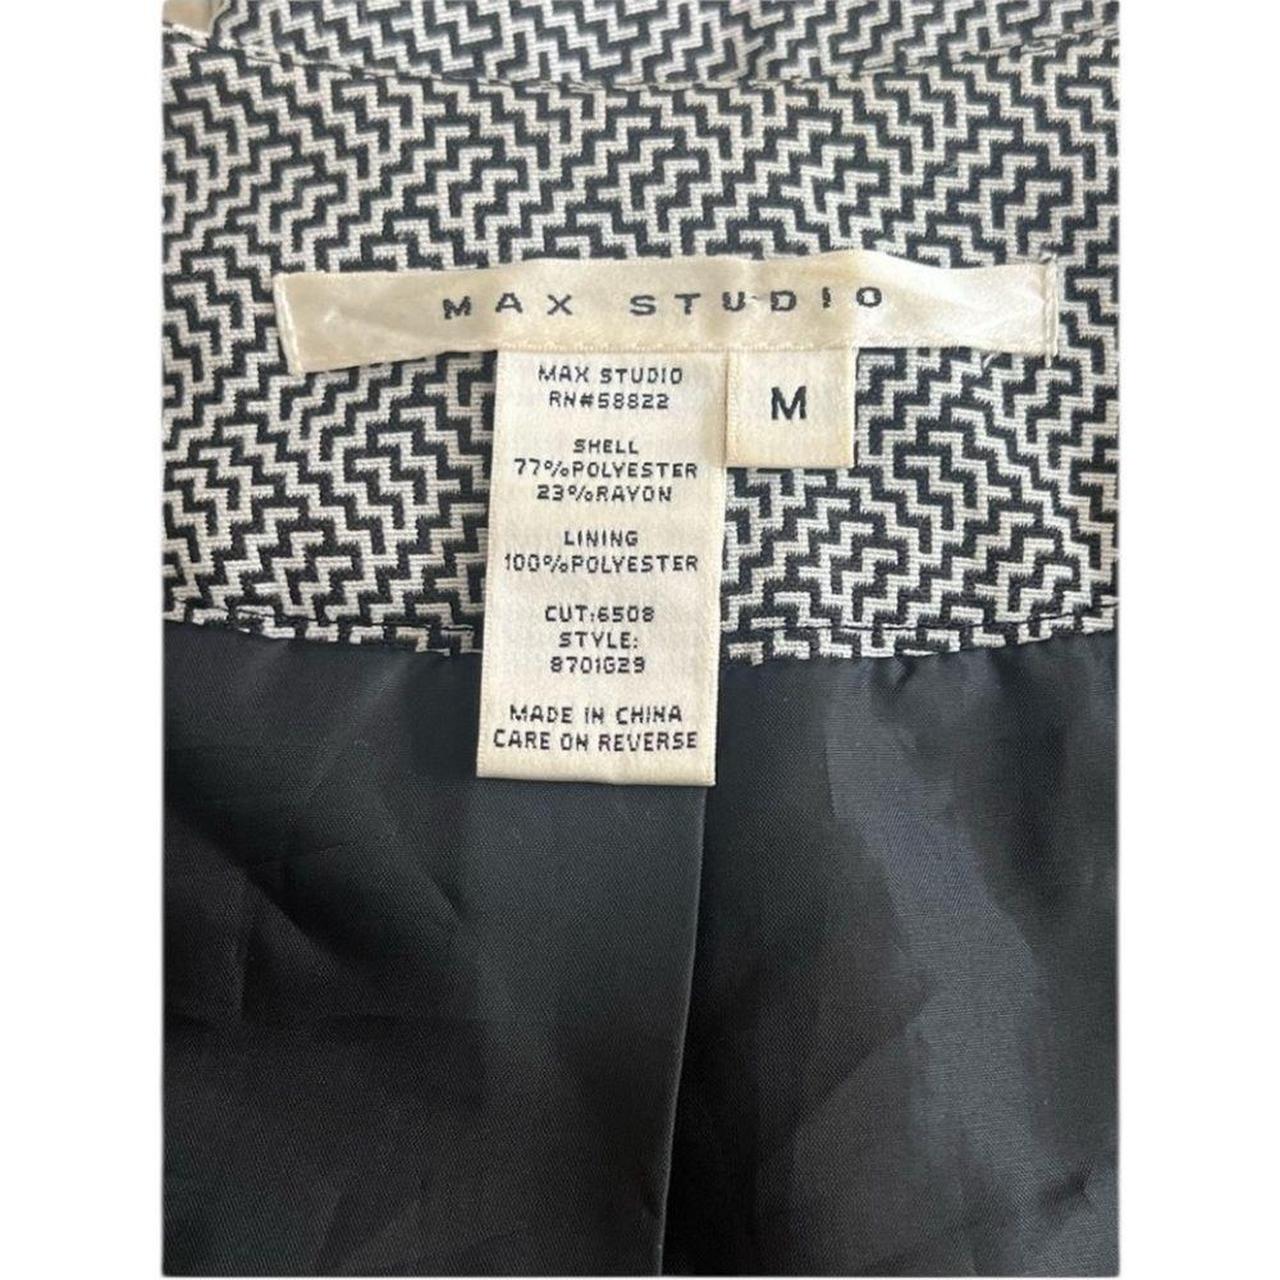 MAX STUDIO
MAX STUDIO
RN#58822
M
SHELL
77%POLYESTER
23%RAYON
LINING
100%POLYESTER
CUT:6508
STYLE:
8701G29
MADE IN CHINA
CARE ON REVERSE